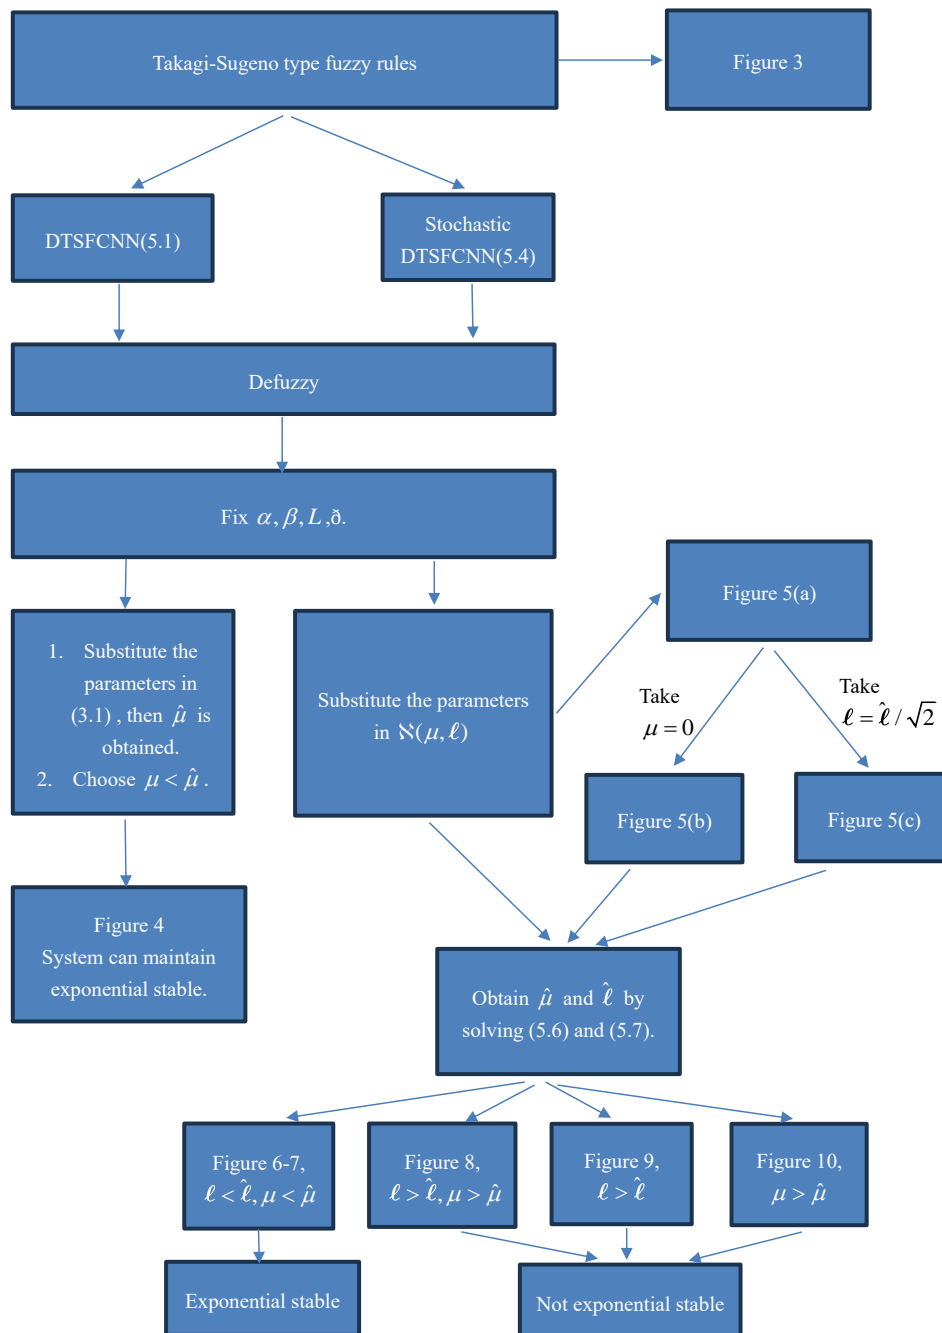 Takagi-Sugeno type fuzzy rules
Figure 3
DTSFCNN(5.1)
Stochastic
DTSFCNN(5.4)
Defuzzy
Fix α, β, L,ð.
1. Substitute the
parameters in
(3.1) , then μ̂ is
obtained.
2. Choose μ < μ̂ .
Substitute the parameters
in ℵ(μ, ℓ)
Figure 5(a)
Take
μ = 0
Take
ℓ = ℓ̂ / √2
Figure 5(b)
Figure 5(c)
Figure 4
System can maintain
exponential stable.
Obtain μ̂ and ℓ̂ by
solving (5.6) and (5.7).
Figure 6-7,
ℓ < ℓ̂, μ < μ̂
Figure 8,
ℓ > ℓ̂, μ > μ̂
Figure 9,
ℓ > ℓ̂
Figure 10,
μ > μ̂
Exponential stable
Not exponential stable